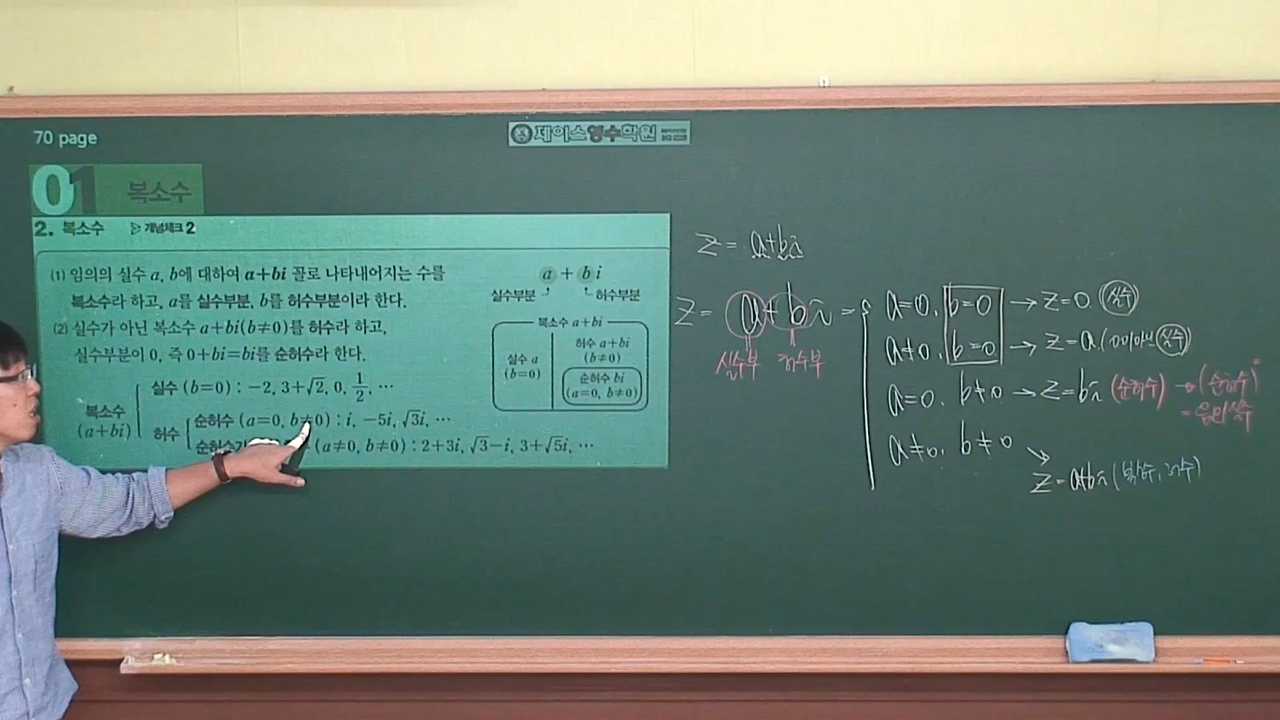 70 page
제이스영수학원
01 복소수
2. 복소수 ▷개념체크 2
(1) 임의의 실수 a, b에 대하여 a+bi 꼴로 나타내어지는 수를
복소수라 하고, a를 실수부분, b를 허수부분이라 한다.
(2) 실수가 아닌 복소수 a+bi(b≠0)를 허수라 하고,
실수부분이 0, 즉 0+bi=bi를 순허수라 한다.
a + b i
실수부분 허수부분
복소수 a+bi
실수 a
(b=0)
허수 a+bi
(b≠0)
순허수 bi
(a=0, b≠0)
복소수
(a+bi)
실수 (b=0) : -2, 3+√2, 0, 1/2, …
허수
순허수 (a=0, b≠0) : i, -5i, √3i, …
순허수 (a≠0, b≠0) : 2+3i, √3-i, 3+√5i, …
Z = a+bi
Z = a+bi =
실수부 허수부
a=0, b=0 → Z=0 (실수)
a≠0, b=0 → Z=a (0이 아닌 실수)
a=0, b≠0 → Z=bi (순허수) → (순허수)²
= 음의실수
a≠0, b≠0
Z=a+bi (복소수, 허수)